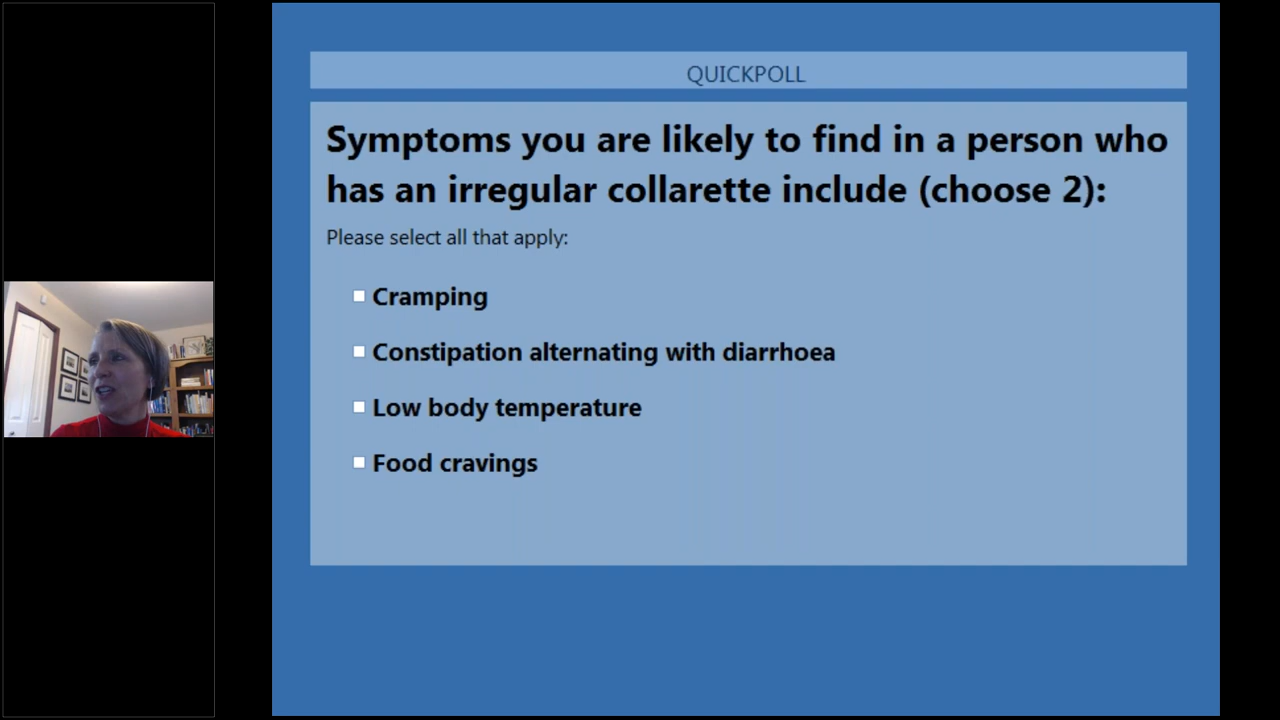 QUICKPOLL
Symptoms you are likely to find in a person who
has an irregular collarette include (choose 2):
Please select all that apply:
Cramping
Constipation alternating with diarrhoea
Low body temperature
Food cravings